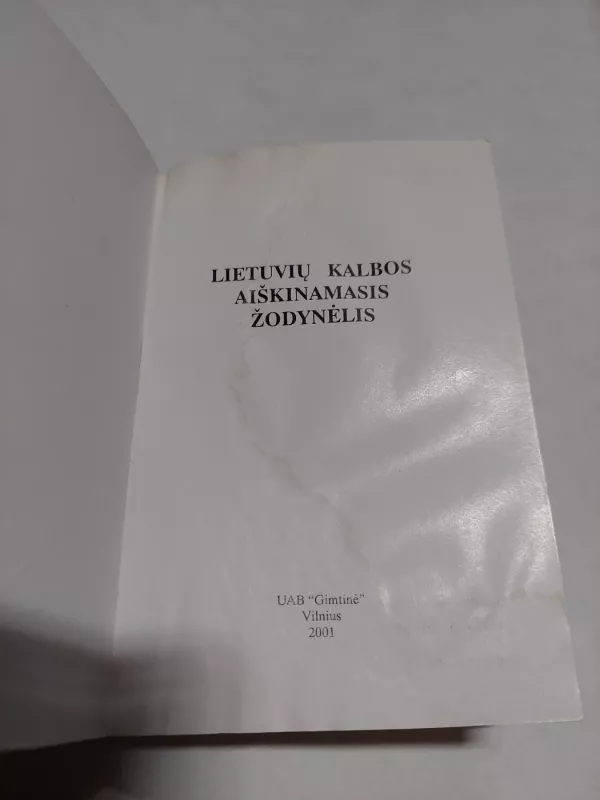 LIETUVIŲ KALBOS
AIŠKINAMASIS
ŽODYNĖLIS
UAB “Gimtinė”
Vilnius
2001